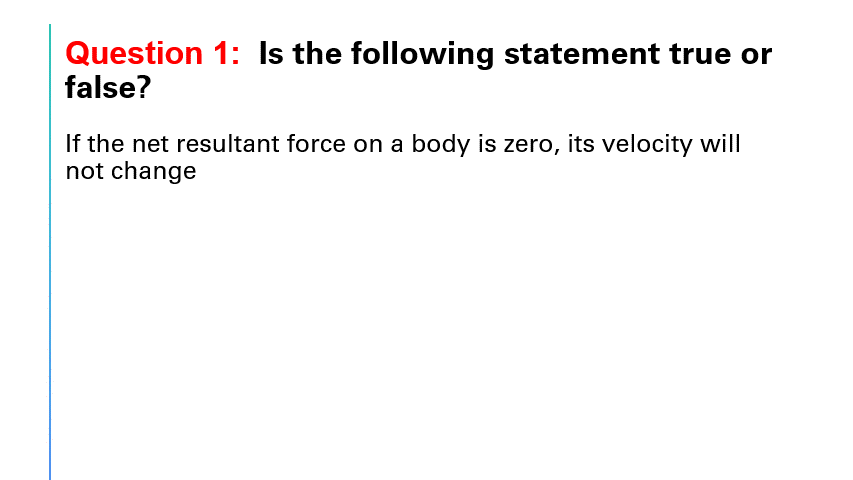 Question 1:  Is the following statement true or
false?
If the net resultant force on a body is zero, its velocity will
not change